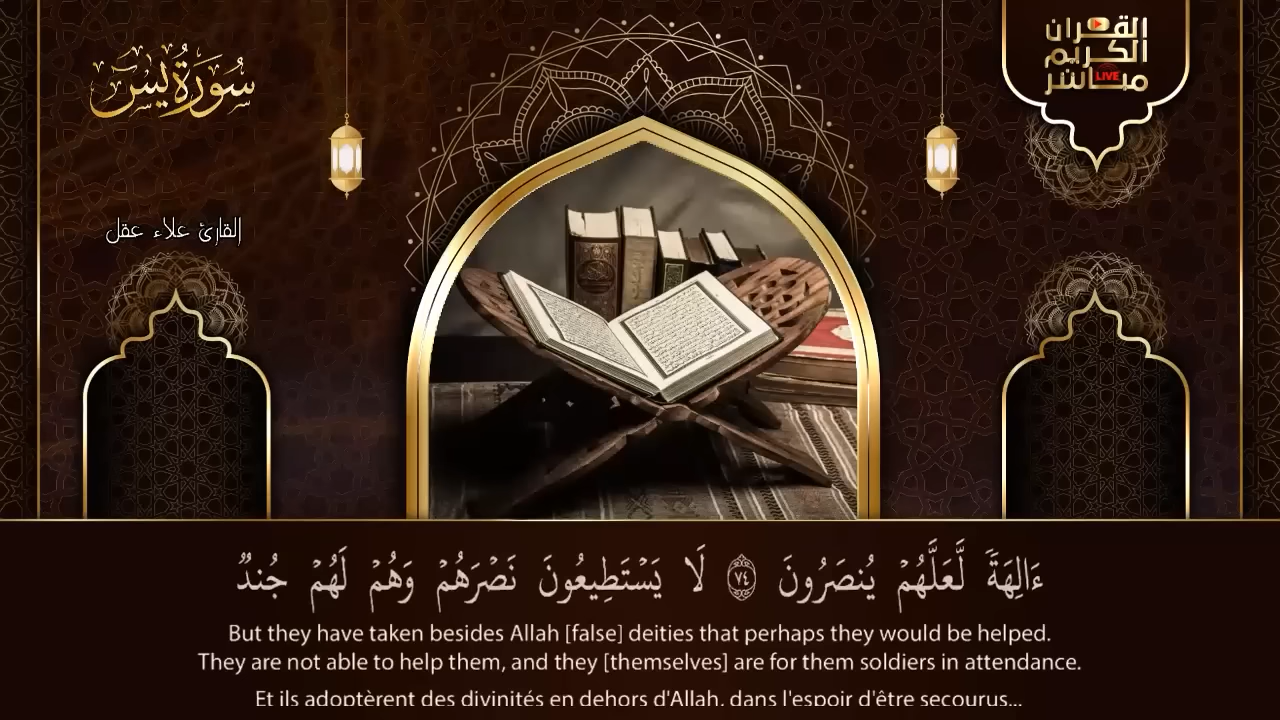 سُورَةُ يسٓ
القران
الكريم
مباشر
LIVE
القارئ علاء عقل
ءَالِهَةٗ لَّعَلَّهُمۡ يُنصَرُونَ ٧٤ لَا يَسۡتَطِيعُونَ نَصۡرَهُمۡ وَهُمۡ لَهُمۡ جُندٞ
But they have taken besides Allah [false] deities that perhaps they would be helped.
They are not able to help them, and they [themselves] are for them soldiers in attendance.
Et ils adoptèrent des divinités en dehors d'Allah, dans l'espoir d'être secourus...